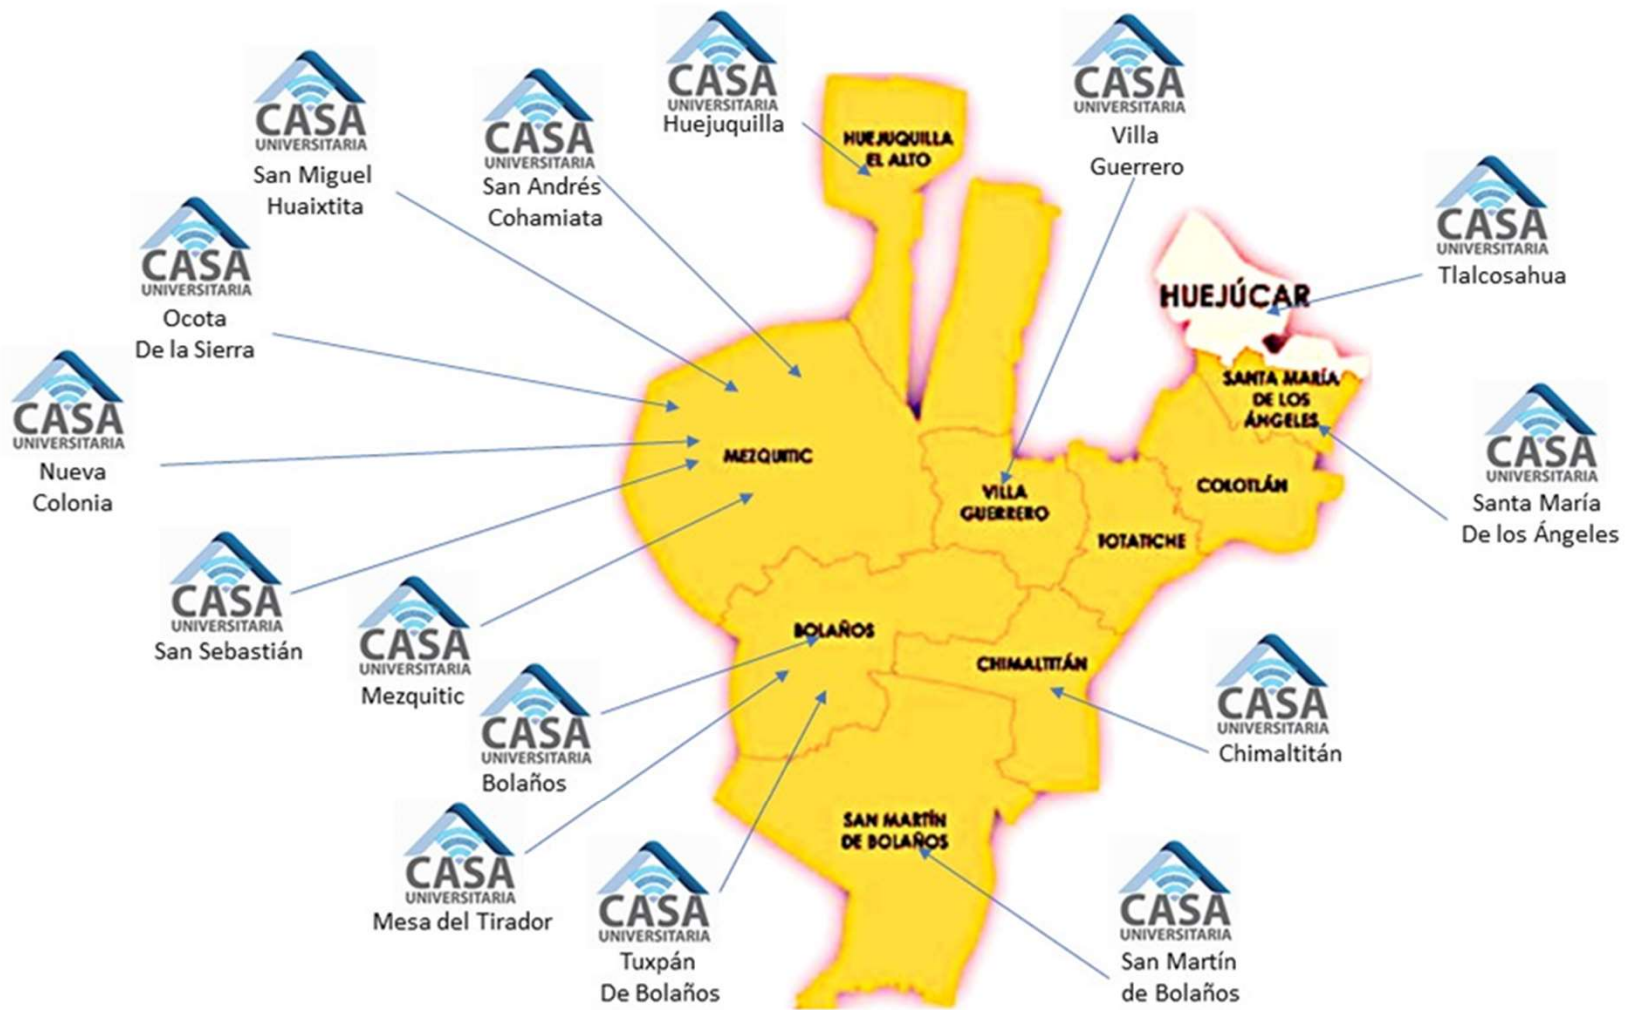 CASA
UNIVERSITARIA
Huejuquilla
CASA
UNIVERSITARIA
Villa
Guerrero
CASA
UNIVERSITARIA
San Miguel
Huaixtita
CASA
UNIVERSITARIA
San Andrés
Cohamiata
HUEJUQUILLA
EL ALTO
CASA
UNIVERSITARIA
Tlalcosahua
CASA
UNIVERSITARIA
Ocota
De la Sierra
HUEJÚCAR
CASA
UNIVERSITARIA
Nueva
Colonia
SANTA MARÍA
DE LOS
ÁNGELES
CASA
UNIVERSITARIA
Santa María
De los Ángeles
MEZQUITIC
VILLA
GUERRERO
COLOTLÁN
TOTATICHE
CASA
UNIVERSITARIA
San Sebastián
CASA
UNIVERSITARIA
Mezquitic
BOLAÑOS
CHIMALTITÁN
CASA
UNIVERSITARIA
Chimaltitán
CASA
UNIVERSITARIA
Bolaños
CASA
UNIVERSITARIA
Mesa del Tirador
SAN MARTÍN
DE BOLAÑOS
CASA
UNIVERSITARIA
Tuxpán
De Bolaños
CASA
UNIVERSITARIA
San Martín
de Bolaños